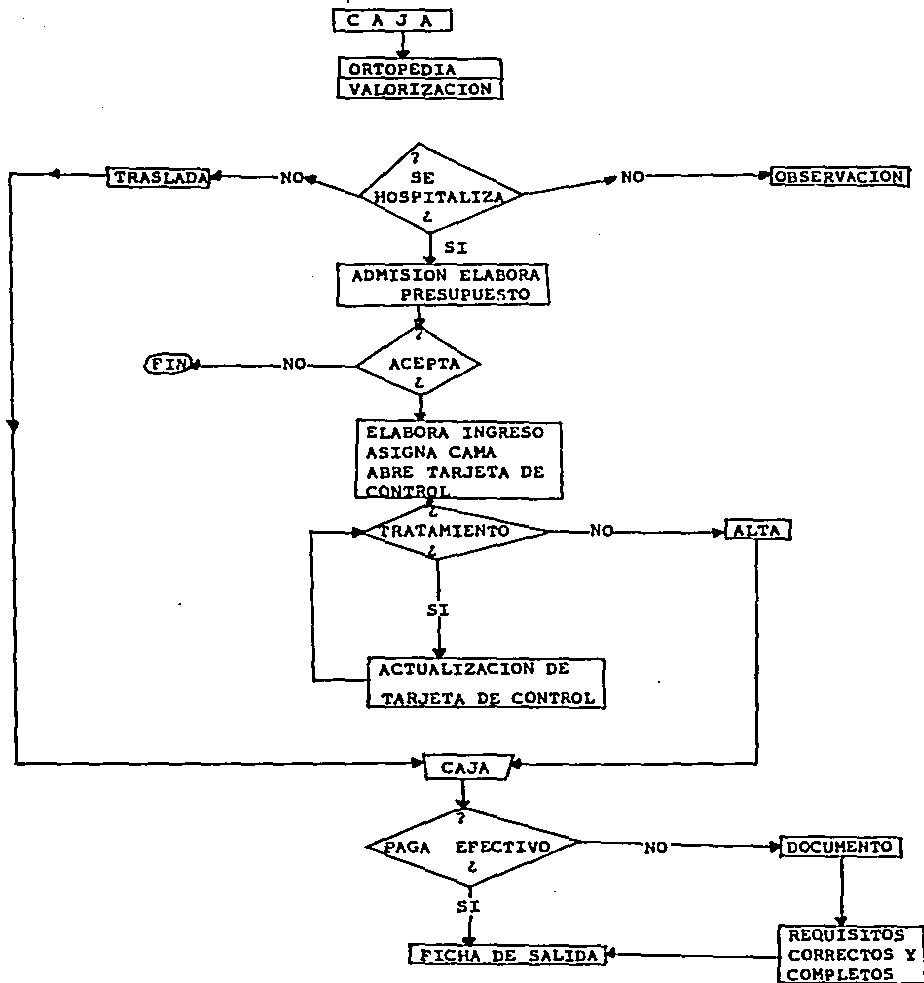 C A J A
ORTOPEDIA
VALORIZACION
?
SE
HOSPITALIZA
¿
TRASLADA
NO
NO
OBSERVACION
SI
ADMISION ELABORA
PRESUPUESTO
?
ACEPTA
¿
FIN
NO
ELABORA INGRESO
ASIGNA CAMA
ABRE TARJETA DE
CONTROL
¿
TRATAMIENTO
¿
NO
ALTA
SI
ACTUALIZACION DE
TARJETA DE CONTROL
CAJA
?
PAGA EFECTIVO
¿
NO
DOCUMENTO
SI
REQUISITOS
CORRECTOS Y
COMPLETOS
FICHA DE SALIDA